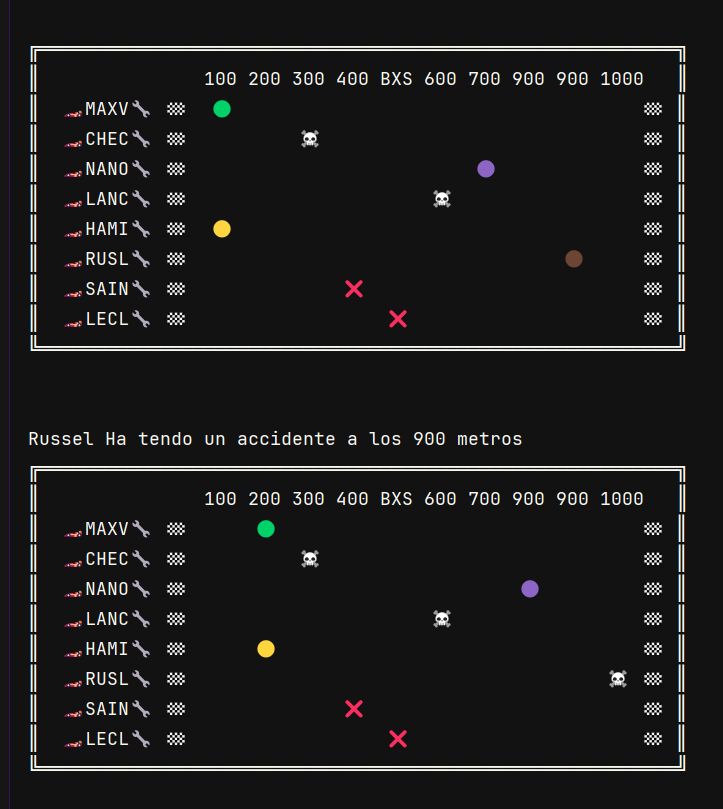 100 200 300 400 BXS 600 700 900 900 1000
MAXV
CHEC
NANO
LANC
HAMI
RUSL
SAIN
LECL
Russel Ha tendo un accidente a los 900 metros
100 200 300 400 BXS 600 700 900 900 1000
MAXV
CHEC
NANO
LANC
HAMI
RUSL
SAIN
LECL